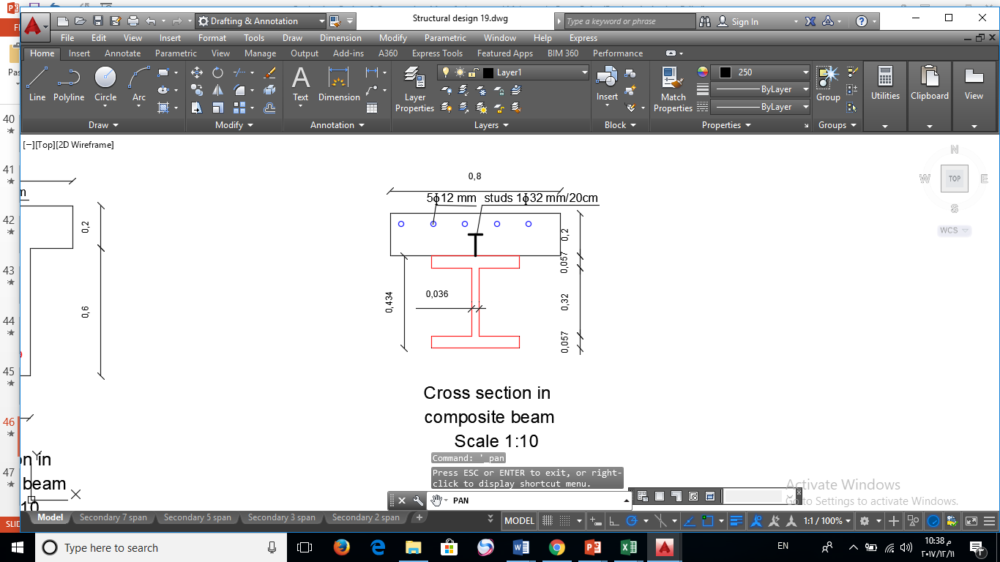 Drafting & Annotation
Structural design 19.dwg
Type a keyword or phrase
Sign In
File Edit View Insert Format Tools Draw Dimension Modify Parametric Window Help Express
Home Insert Annotate Parametric View Manage Output Add-ins A360 Express Tools Featured Apps BIM 360 Performance
Line Polyline Circle Arc
Text Dimension
Layer Properties
Layer1
Insert
Match Properties
250
ByLayer
ByLayer
Group
Utilities
Clipboard
View
Draw Modify Annotation Layers Block Properties Groups
[−][Top][2D Wireframe]
40
41
42
43
44
45
46
47
m
0,2
0,6
0,8
5ϕ12 mm studs 1ϕ32 mm/20cm
0,2
0,057
0,32
0,057
0,434
0,036
Cross section in
composite beam
Scale 1:10
on in
beam
10
Y
X
N
W TOP E
S
WCS
Command: '_pan
Press ESC or ENTER to exit, or right-
click to display shortcut menu.
PAN
Activate Windows
Go to Settings to activate Windows.
SLID
Model Secondary 7 span Secondary 5 span Secondary 3 span Secondary 2 span +
MODEL
1:1 / 100%
Type here to search
EN
10:38 م
٢٠١٧/١٢/١١